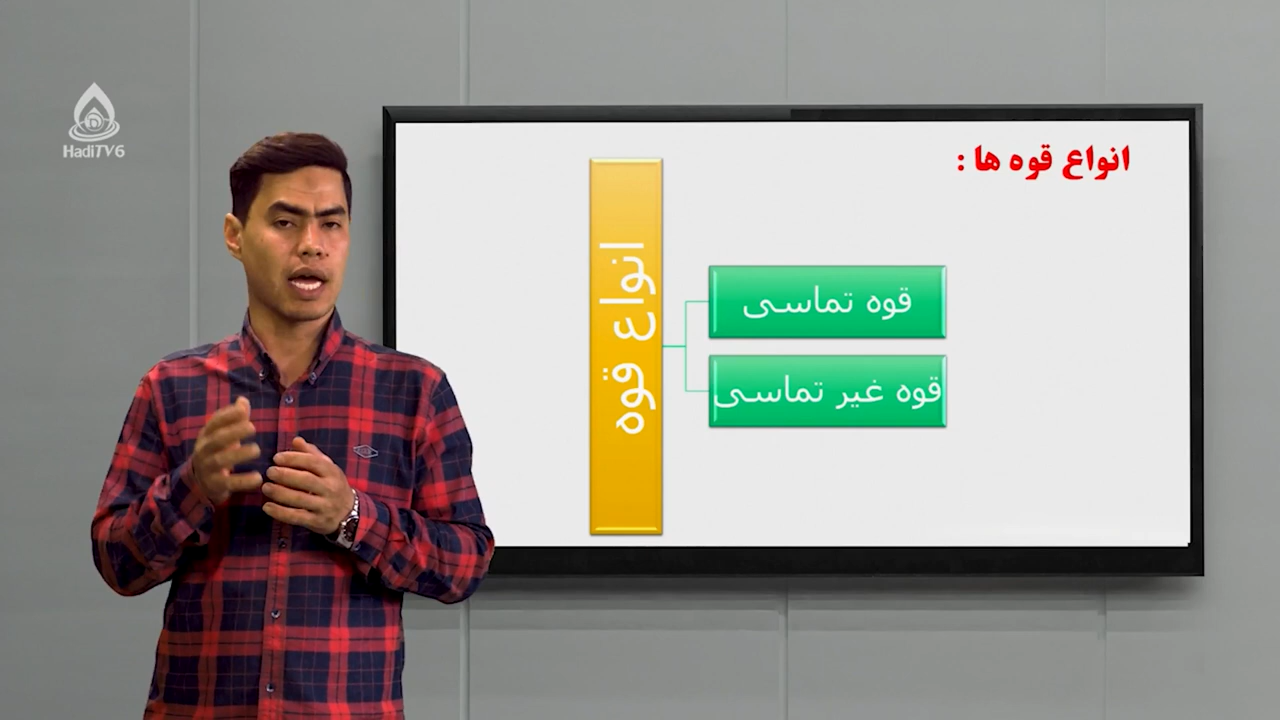 HadiTV6
انواع قوه ها :
انواع قوه
قوه تماسی
قوه غیر تماسی